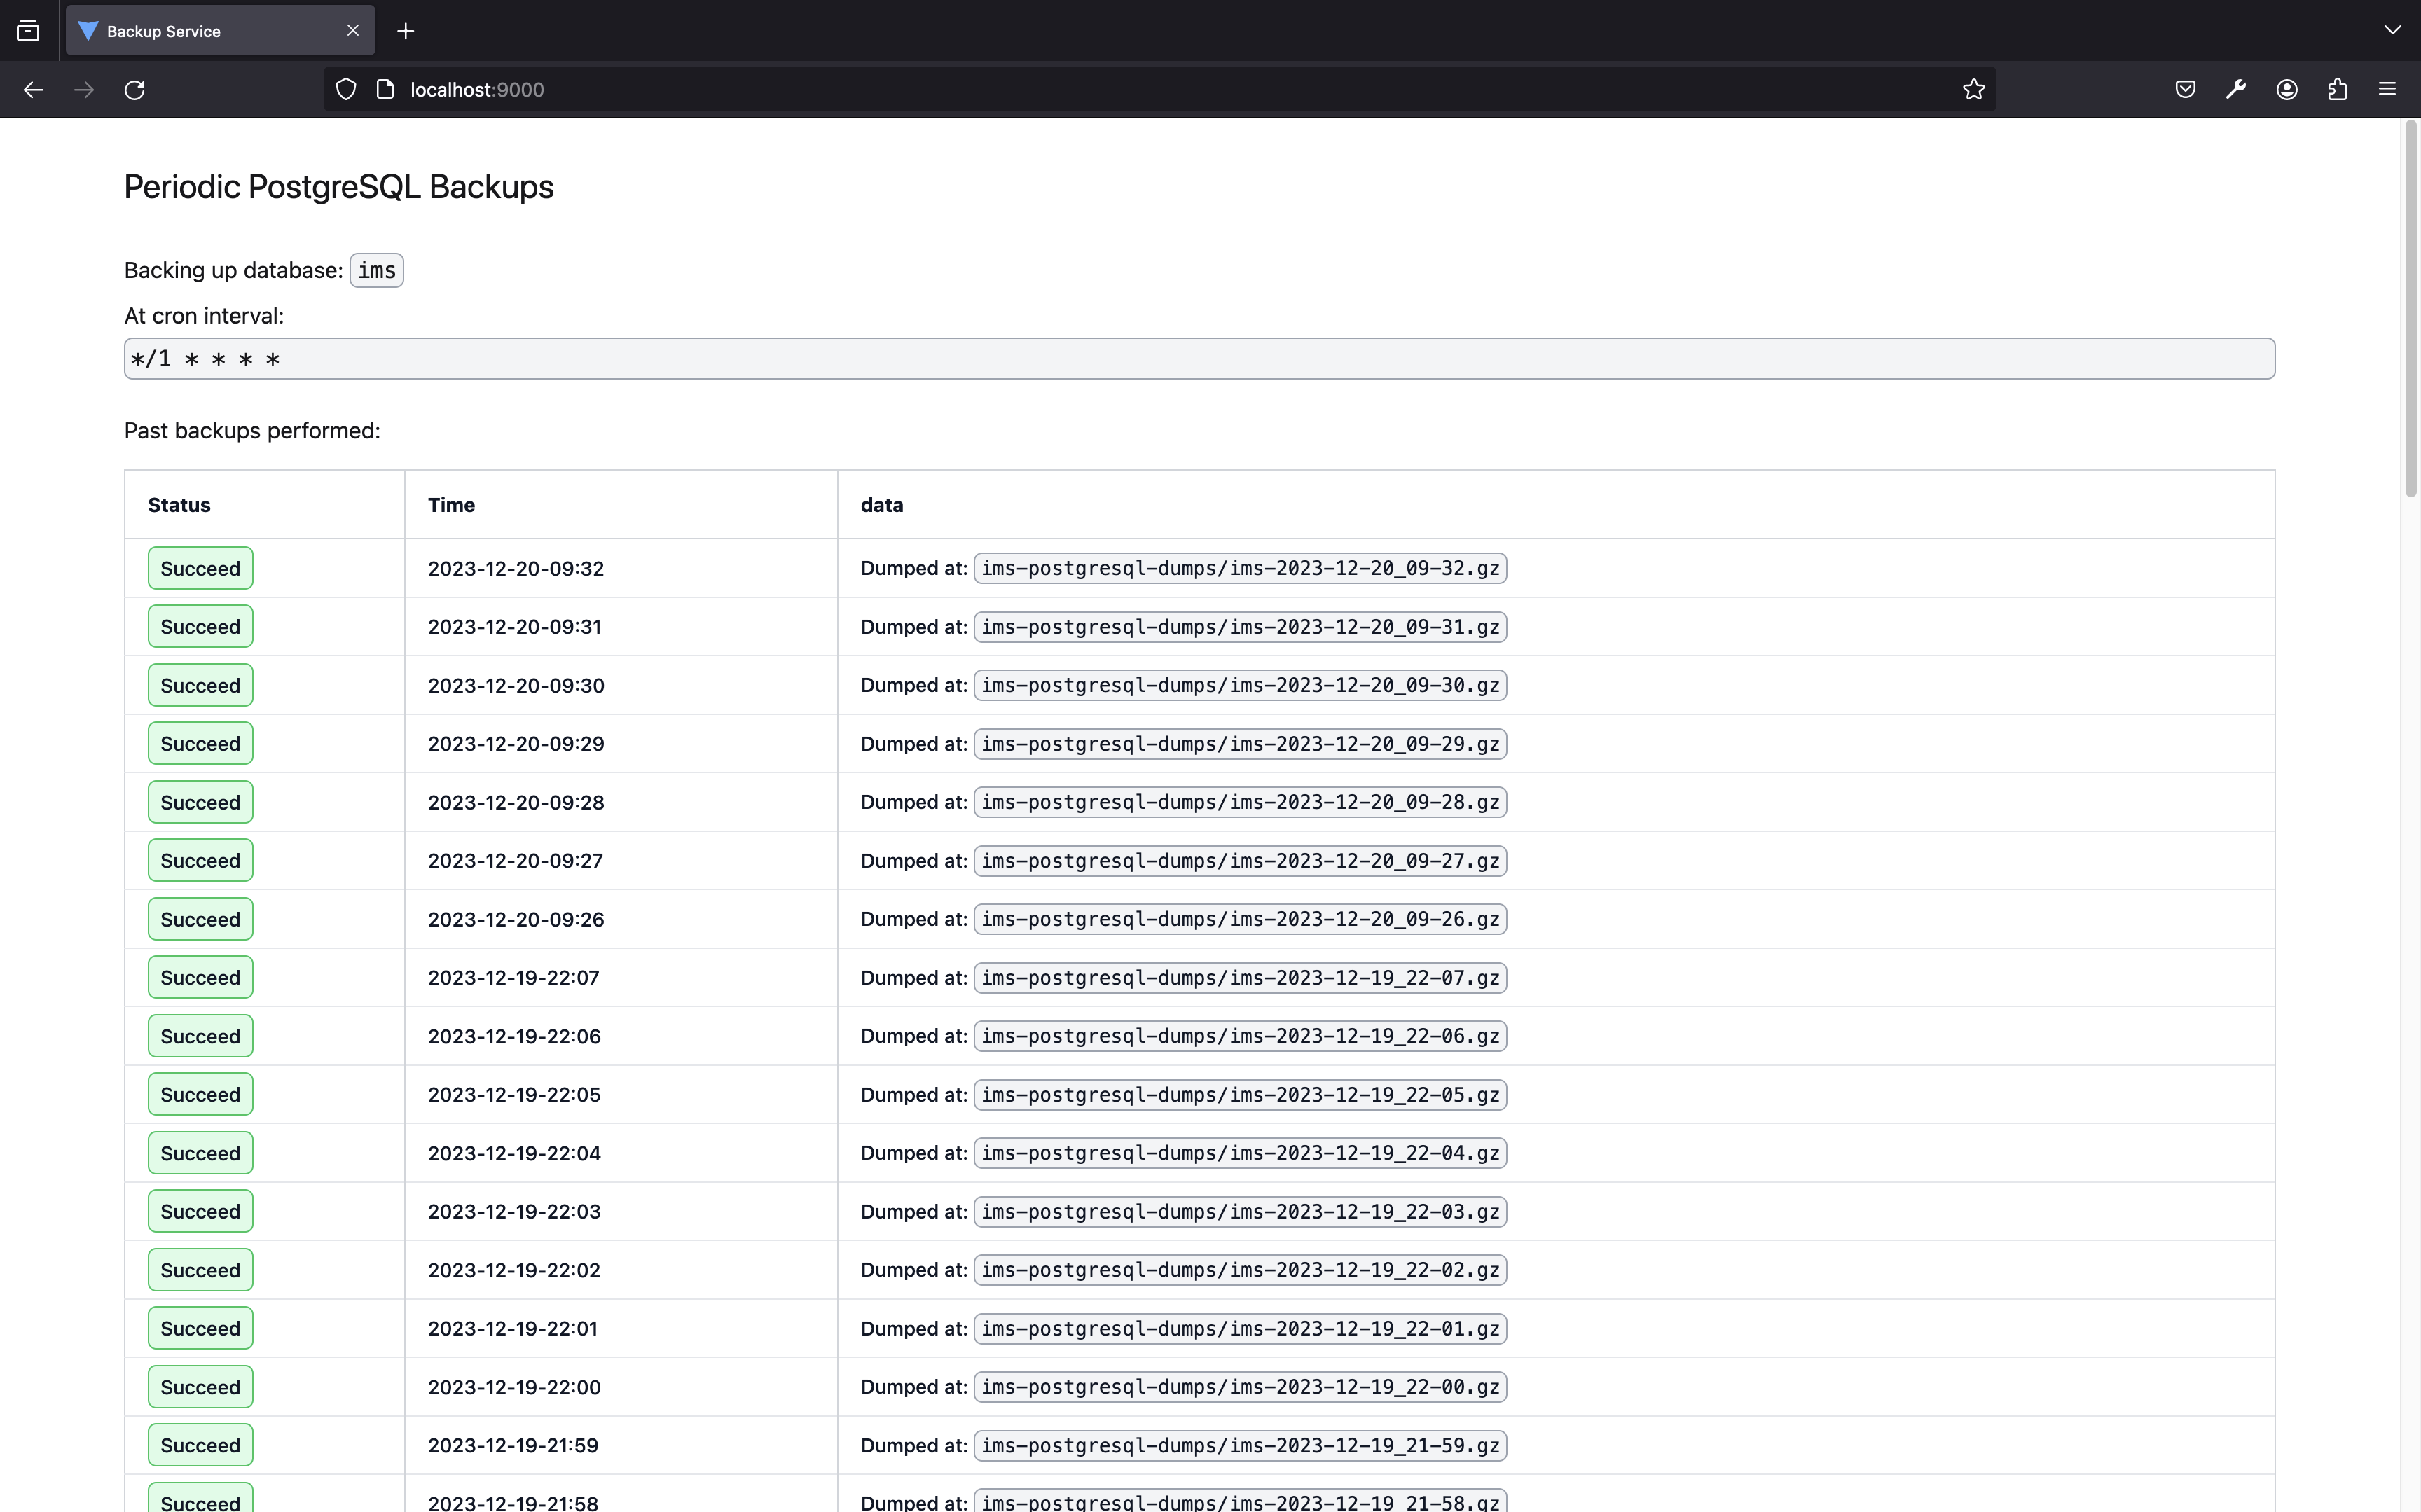 Backup Service
localhost:9000
Periodic PostgreSQL Backups
Backing up database: ims
At cron interval:
*/1 * * * *
Past backups performed:
Status Time data
Succeed 2023-12-20-09:32 Dumped at: ims-postgresql-dumps/ims-2023-12-20_09-32.gz
Succeed 2023-12-20-09:31 Dumped at: ims-postgresql-dumps/ims-2023-12-20_09-31.gz
Succeed 2023-12-20-09:30 Dumped at: ims-postgresql-dumps/ims-2023-12-20_09-30.gz
Succeed 2023-12-20-09:29 Dumped at: ims-postgresql-dumps/ims-2023-12-20_09-29.gz
Succeed 2023-12-20-09:28 Dumped at: ims-postgresql-dumps/ims-2023-12-20_09-28.gz
Succeed 2023-12-20-09:27 Dumped at: ims-postgresql-dumps/ims-2023-12-20_09-27.gz
Succeed 2023-12-20-09:26 Dumped at: ims-postgresql-dumps/ims-2023-12-20_09-26.gz
Succeed 2023-12-19-22:07 Dumped at: ims-postgresql-dumps/ims-2023-12-19_22-07.gz
Succeed 2023-12-19-22:06 Dumped at: ims-postgresql-dumps/ims-2023-12-19_22-06.gz
Succeed 2023-12-19-22:05 Dumped at: ims-postgresql-dumps/ims-2023-12-19_22-05.gz
Succeed 2023-12-19-22:04 Dumped at: ims-postgresql-dumps/ims-2023-12-19_22-04.gz
Succeed 2023-12-19-22:03 Dumped at: ims-postgresql-dumps/ims-2023-12-19_22-03.gz
Succeed 2023-12-19-22:02 Dumped at: ims-postgresql-dumps/ims-2023-12-19_22-02.gz
Succeed 2023-12-19-22:01 Dumped at: ims-postgresql-dumps/ims-2023-12-19_22-01.gz
Succeed 2023-12-19-22:00 Dumped at: ims-postgresql-dumps/ims-2023-12-19_22-00.gz
Succeed 2023-12-19-21:59 Dumped at: ims-postgresql-dumps/ims-2023-12-19_21-59.gz
Succeed 2023-12-19-21:58 Dumped at: ims-postgresql-dumps/ims-2023-12-19_21-58.gz